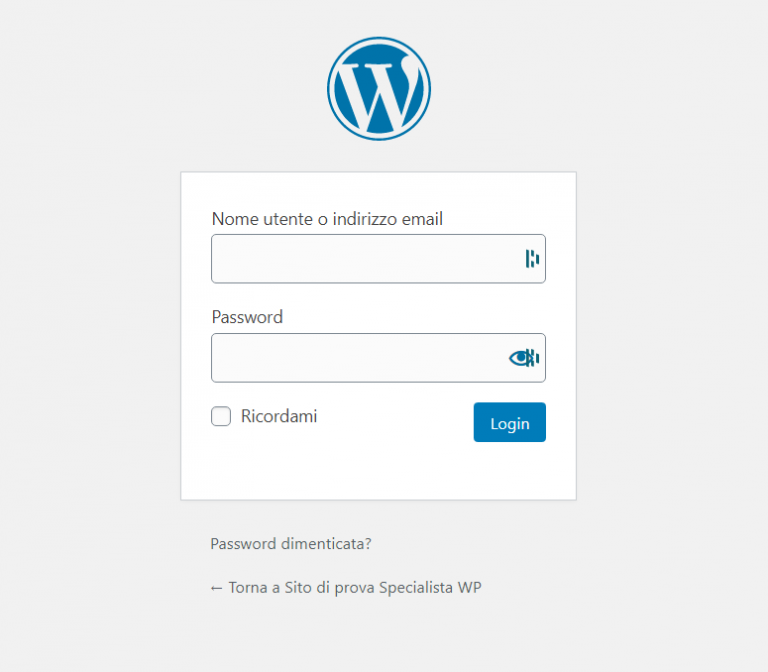 Nome utente o indirizzo email
Password
Ricordami
Login
Password dimenticata?
← Torna a Sito di prova Specialista WP